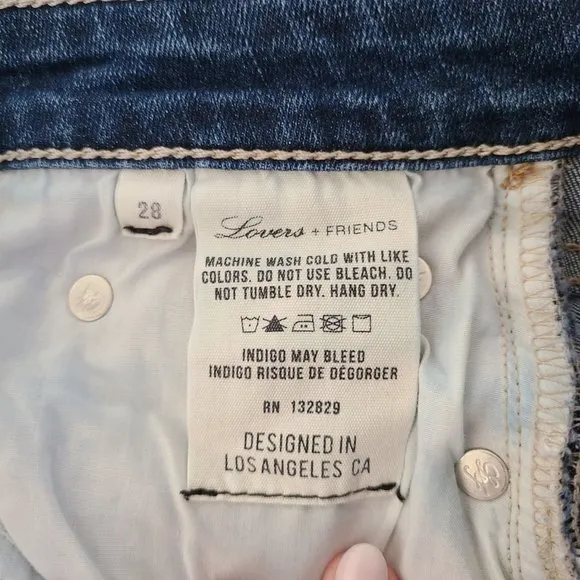 28
Lovers + FRIENDS
MACHINE WASH COLD WITH LIKE
COLORS. DO NOT USE BLEACH. DO
NOT TUMBLE DRY. HANG DRY.
INDIGO MAY BLEED
INDIGO RISQUE DE DÉGORGER
RN 132829
DESIGNED IN
LOS ANGELES CA